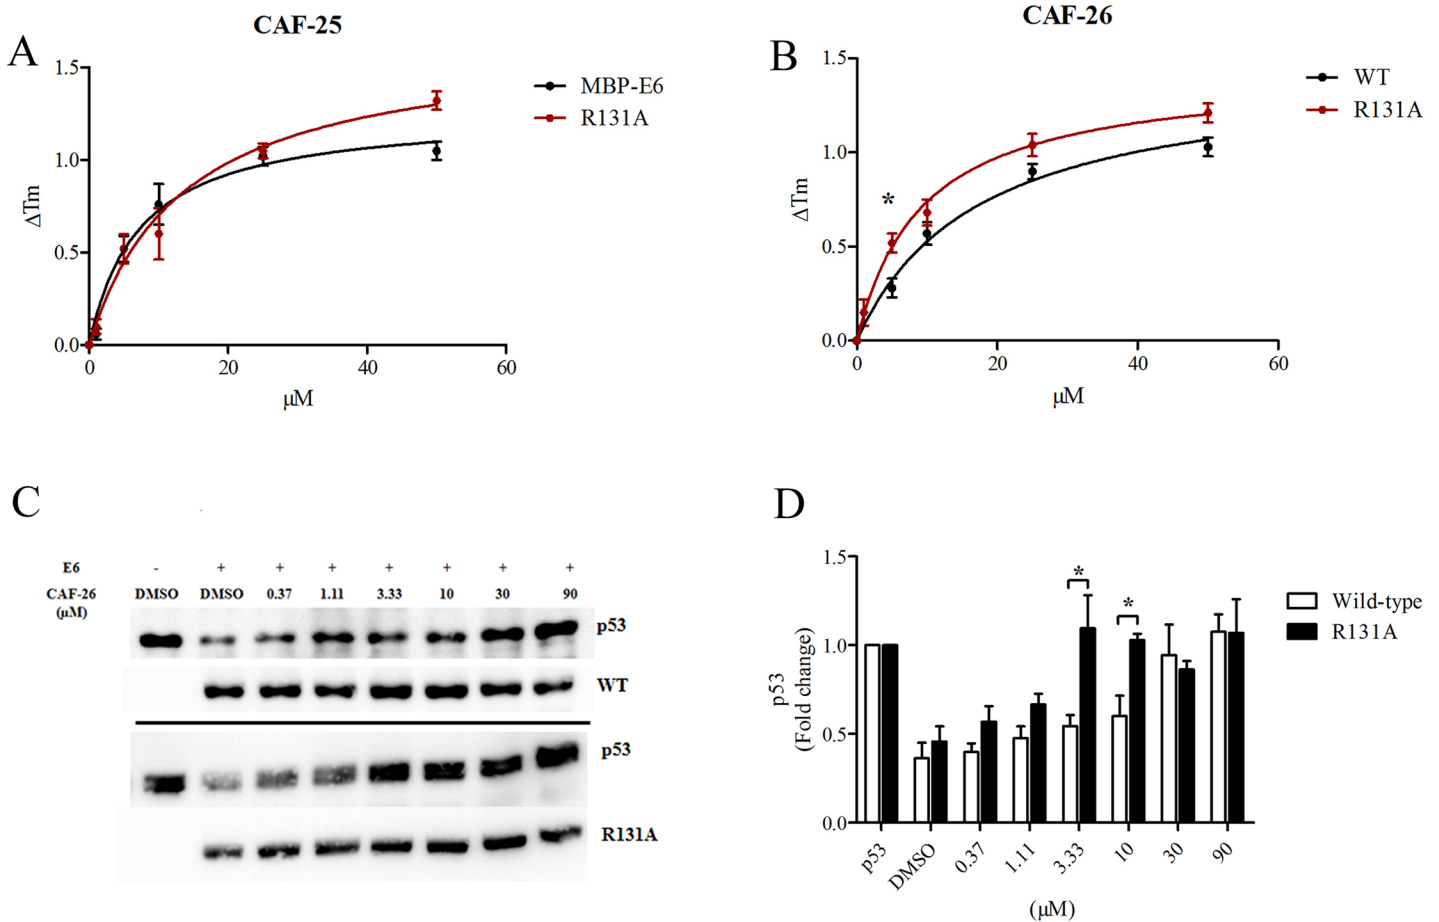 A
CAF-25
1.5
1.0
0.5
0.0
ΔTm
0
20
40
60
μM
MBP-E6
R131A
B
CAF-26
1.5
1.0
0.5
0.0
ΔTm
*
0
20
40
60
μM
WT
R131A
C
E6 - + + + + + + +
CAF-26 DMSO DMSO 0.37 1.11 3.33 10 30 90
(μM)
p53
WT
p53
R131A
D
1.5
1.0
0.5
0.0
p53
(Fold change)
* *
p53 DMSO 0.37 1.11 3.33 10 30 90
(μM)
Wild-type
R131A